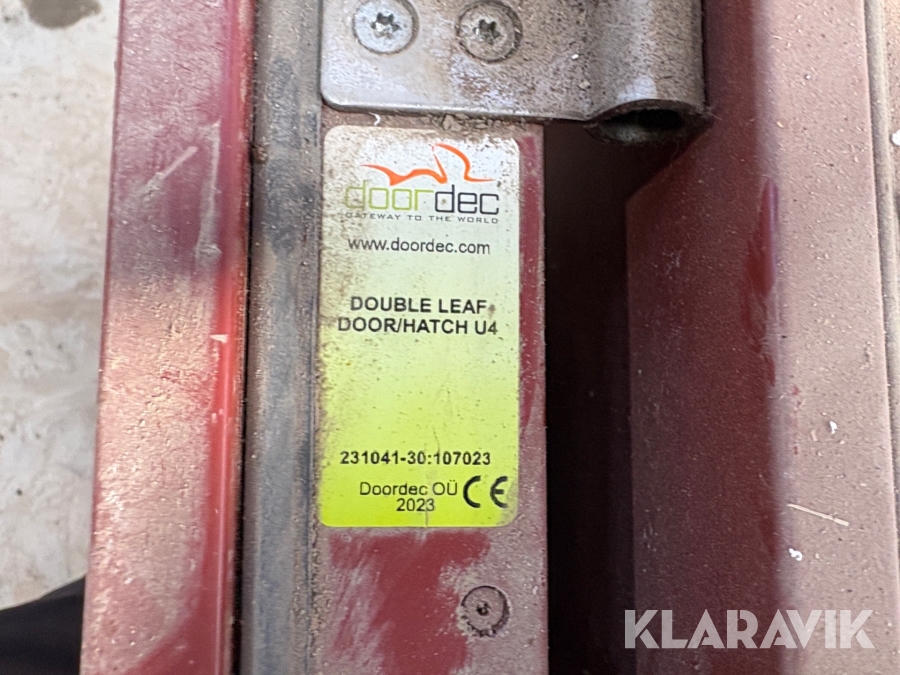 doordec
GATEWAY TO THE WORLD
www.doordec.com
DOUBLE LEAF
DOOR/HATCH U4
231041-30:107023
Doordec OÜ CE
2023
KLARAVIK